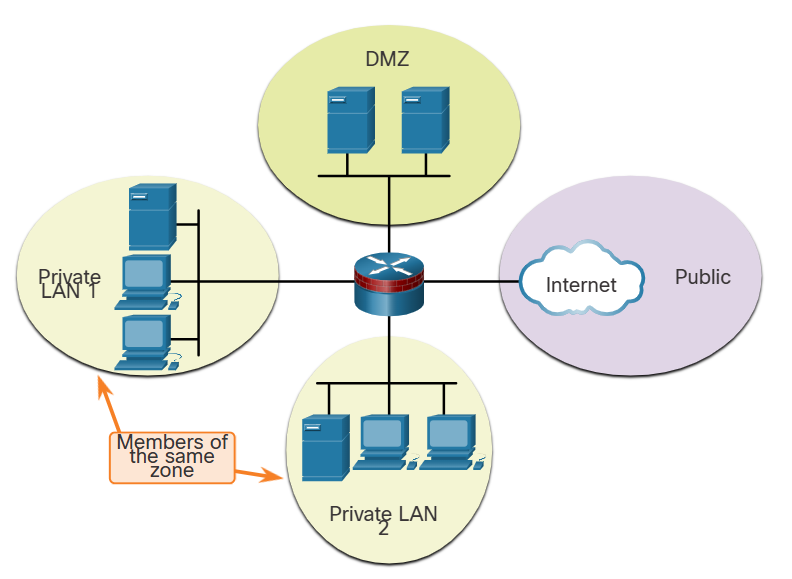 DMZ
Private
LAN 1
Internet
Public
Members of
the same
zone
Private LAN
2